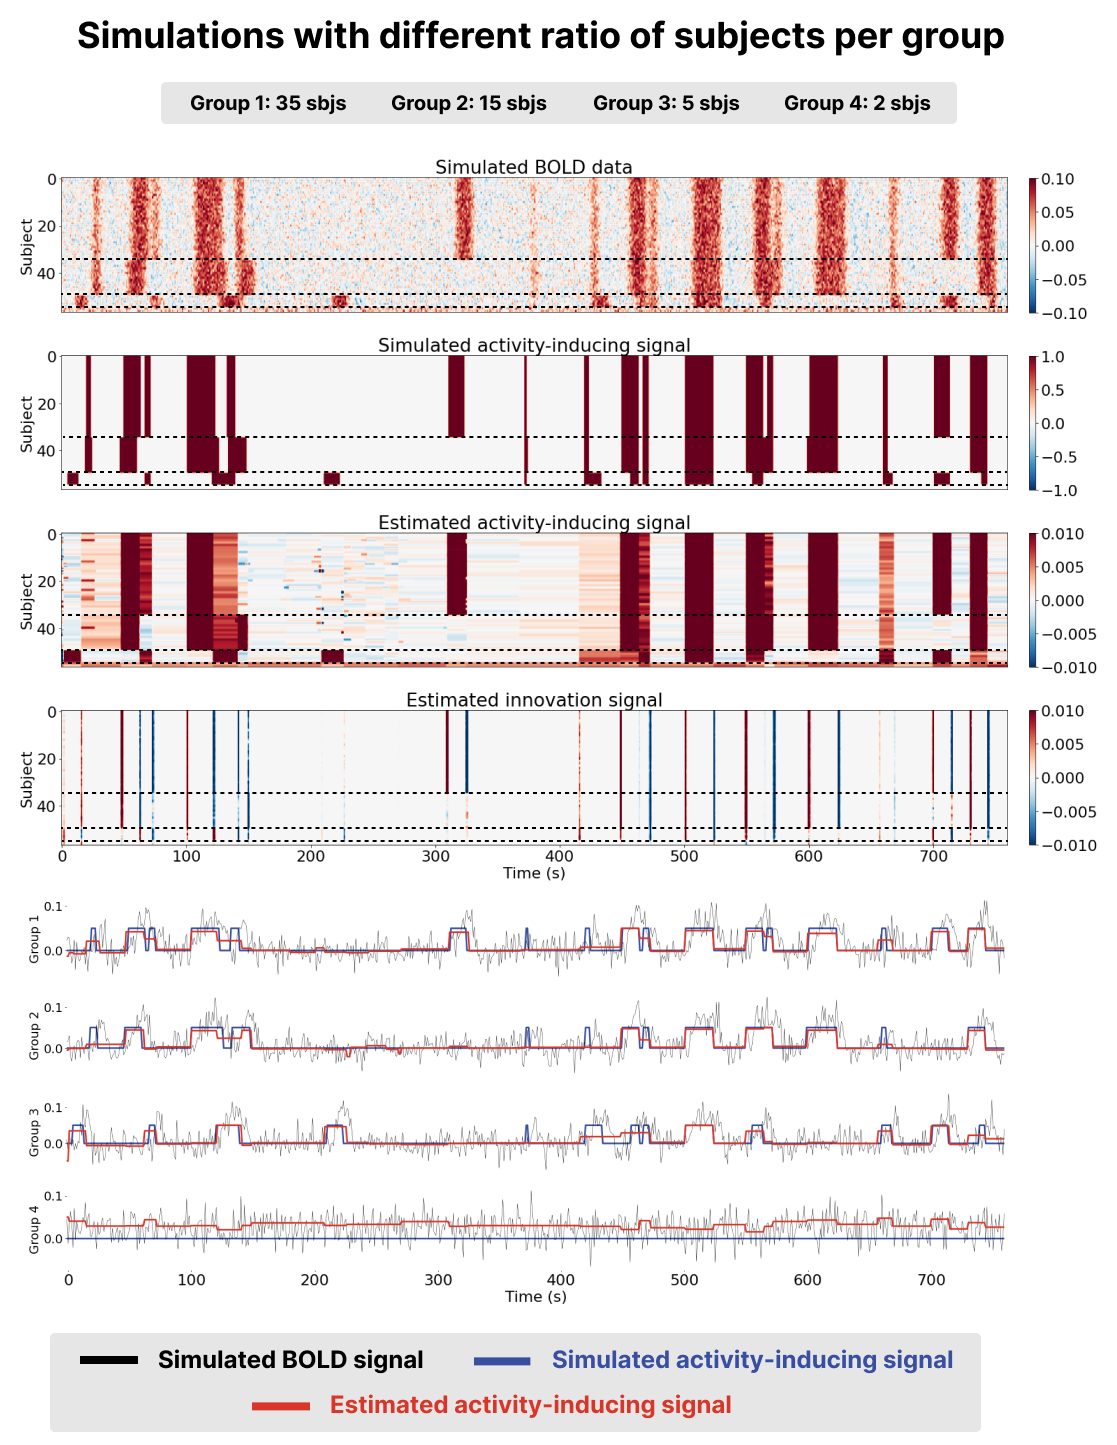 Simulations with different ratio of subjects per group
Group 1: 35 sbjs Group 2: 15 sbjs Group 3: 5 sbjs Group 4: 2 sbjs
Simulated BOLD data
Subject
0
20
40
0.10
0.05
0.00
−0.05
−0.10
Simulated activity-inducing signal
Subject
0
20
40
1.0
0.5
0.0
−0.5
−1.0
Estimated activity-inducing signal
Subject
0
20
40
0.010
0.005
0.000
−0.005
−0.010
Estimated innovation signal
Subject
0
20
40
0.010
0.005
0.000
−0.005
−0.010
0 100 200 300 400 500 600 700
Time (s)
Group 1
0.1
0.0
Group 2
0.1
0.0
Group 3
0.1
0.0
Group 4
0.1
0.0
0 100 200 300 400 500 600 700
Time (s)
Simulated BOLD signal Simulated activity-inducing signal
Estimated activity-inducing signal